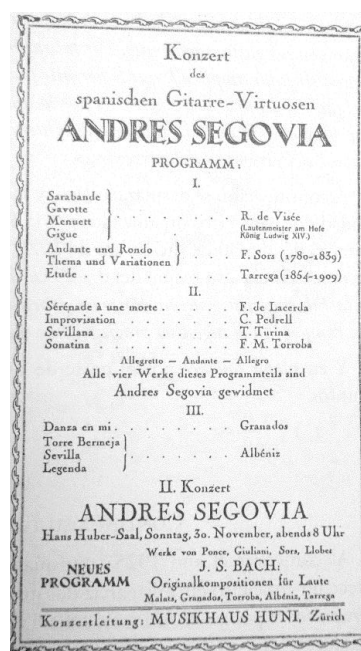 Konzert
des
spanischen Gitarre-Virtuosen
ANDRES SEGOVIA
PROGRAMM:
I.
Sarabande
Gavotte
Menuett
Gigue . . . . . . . R. de Visée
(Lautenmeister am Hofe
König Ludwig XIV.)
Andante und Rondo
Thema und Variationen . . . . . F. Sors (1780-1839)
Etude . . . . . . . . . Tarrega (1854-1909)
II.
Sérénade à une morte . . . . . F. de Lacerda
Improvisation . . . . . . . C. Pedrell
Sevillana . . . . . . . . T. Turina
Sonatina . . . . . . . . F. M. Torroba
Allegretto — Andante — Allegro
Alle vier Werke dieses Programmteils sind
Andres Segovia gewidmet
III.
Danza en mi . . . . . . . Granados
Torre Bermeja
Sevilla . . . . . . . Albéniz
Legenda
II. Konzert
ANDRES SEGOVIA
Hans Huber-Saal, Sonntag, 30. November, abends 8 Uhr
Werke von Ponce, Giuliani, Sors, Llobet
NEUES J. S. BACH:
PROGRAMM Originalkompositionen für Laute
Malats, Granados, Torroba, Albéniz, Tarrega
Konzertleitung: MUSIKHAUS HÜNI, Zürich